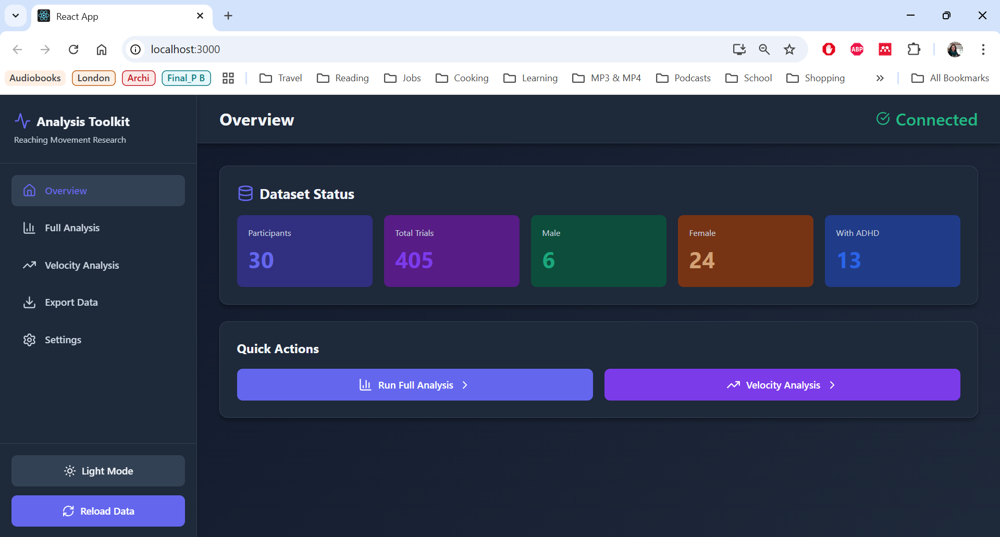 React App
localhost:3000
ABP
Audiobooks
London
Archi
Final_P B
Travel
Reading
Jobs
Cooking
Learning
MP3 & MP4
Podcasts
School
Shopping
All Bookmarks
Analysis Toolkit
Reaching Movement Research
Overview
Full Analysis
Velocity Analysis
Export Data
Settings
Light Mode
Reload Data
Overview
Connected
Dataset Status
Participants
30
Total Trials
405
Male
6
Female
24
With ADHD
13
Quick Actions
Run Full Analysis
Velocity Analysis